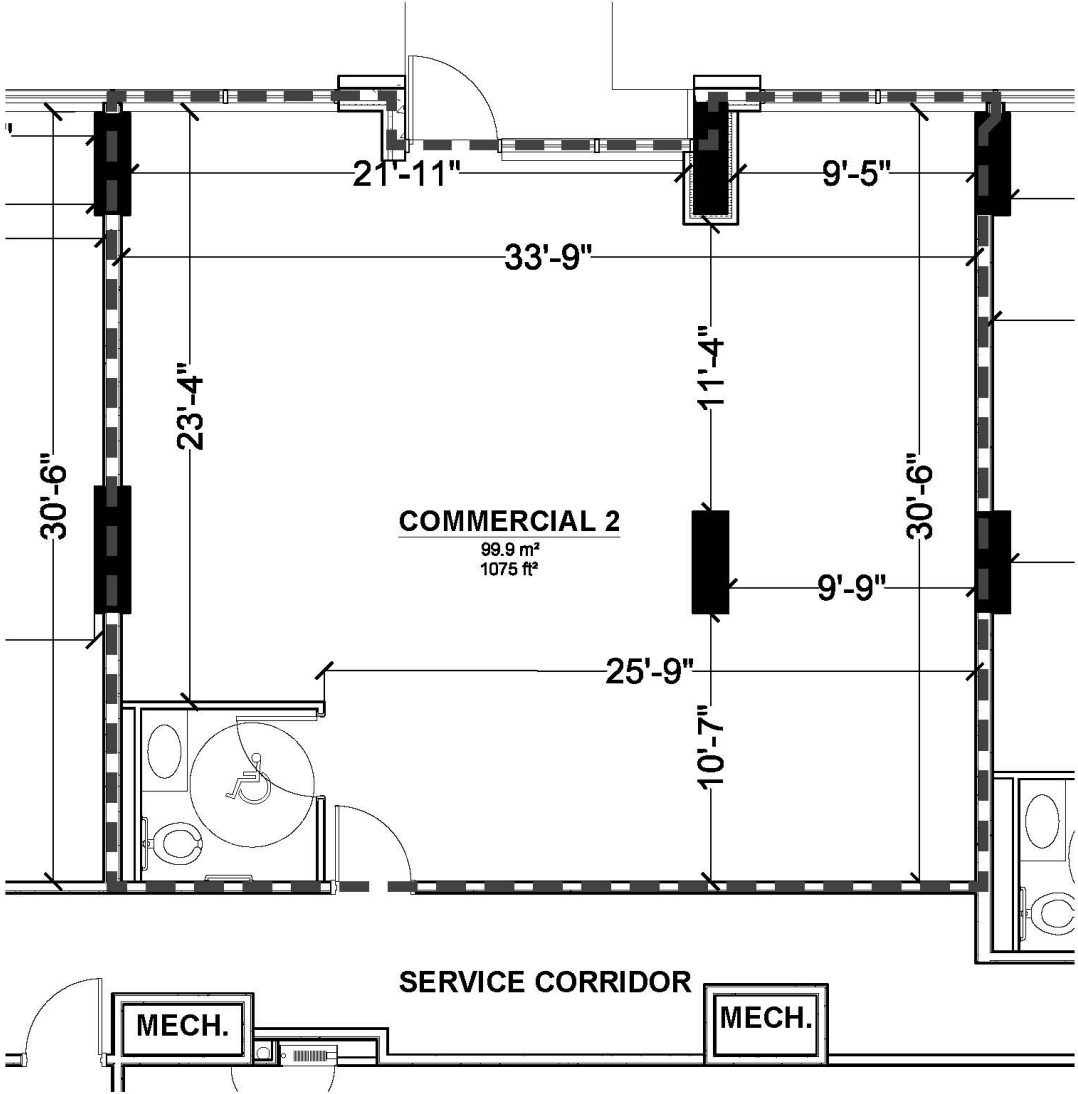 21'-11"
9'-5"
33'-9"
11'-4"
23'-4"
30'-6"
30'-6"
COMMERCIAL 2
99.9 m²
1075 ft²
9'-9"
25'-9"
10'-7"
SERVICE CORRIDOR
MECH.
MECH.